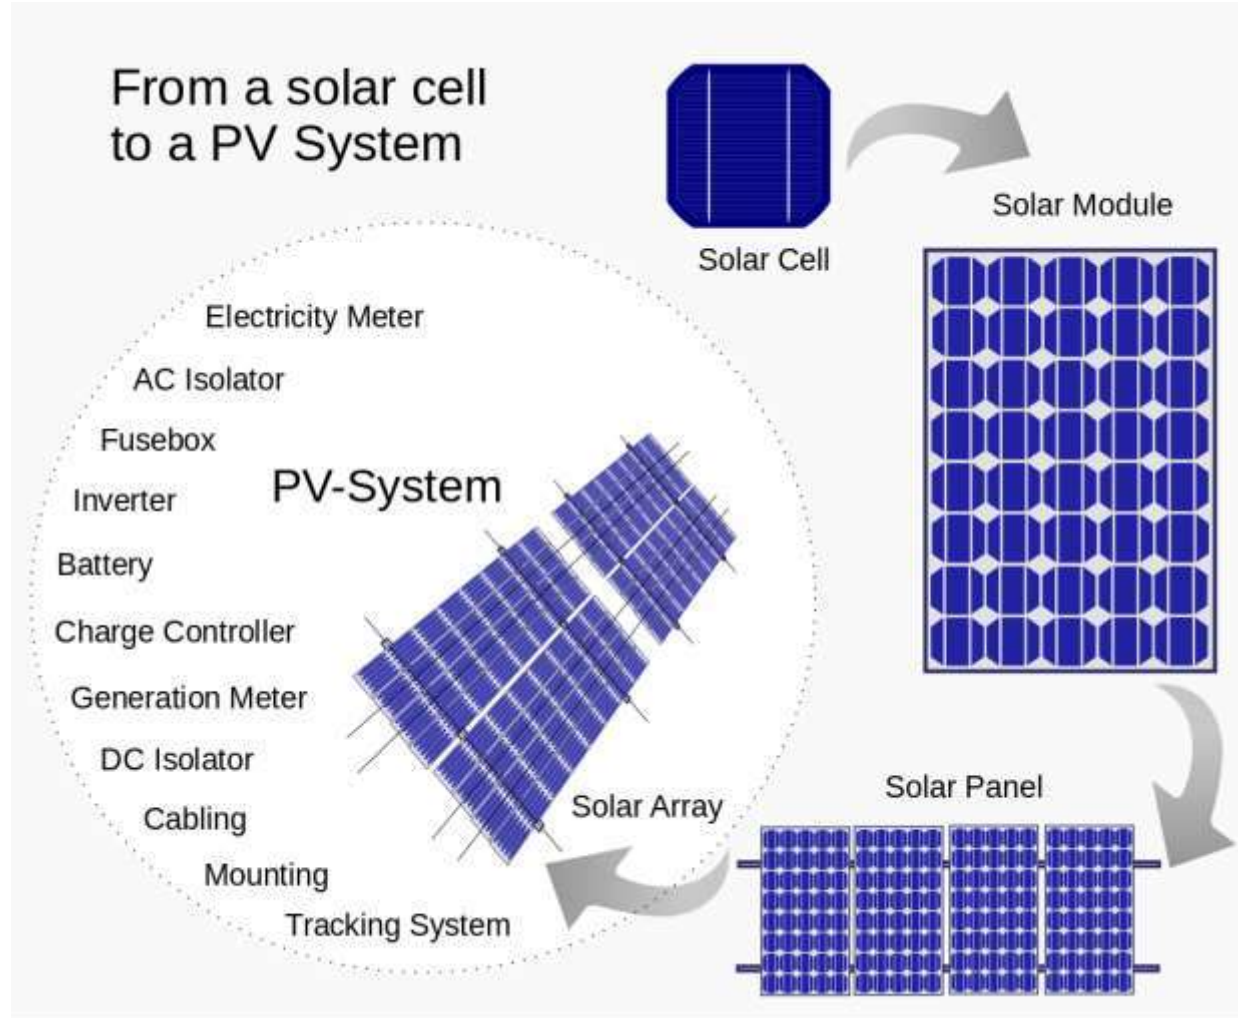 From a solar cell
to a PV System
Solar Cell
Solar Module
Solar Panel
Solar Array
PV-System
Electricity Meter
AC Isolator
Fusebox
Inverter
Battery
Charge Controller
Generation Meter
DC Isolator
Cabling
Mounting
Tracking System